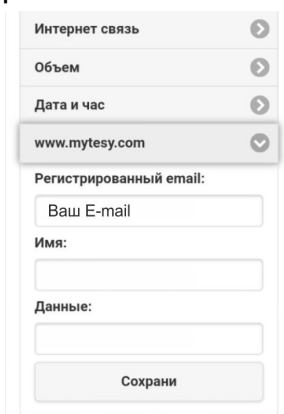 Интернет связь
Объем
Дата и час
www.mytesy.com
Регистрированный email:
Ваш E-mail
Имя:
Данные:
Сохрани